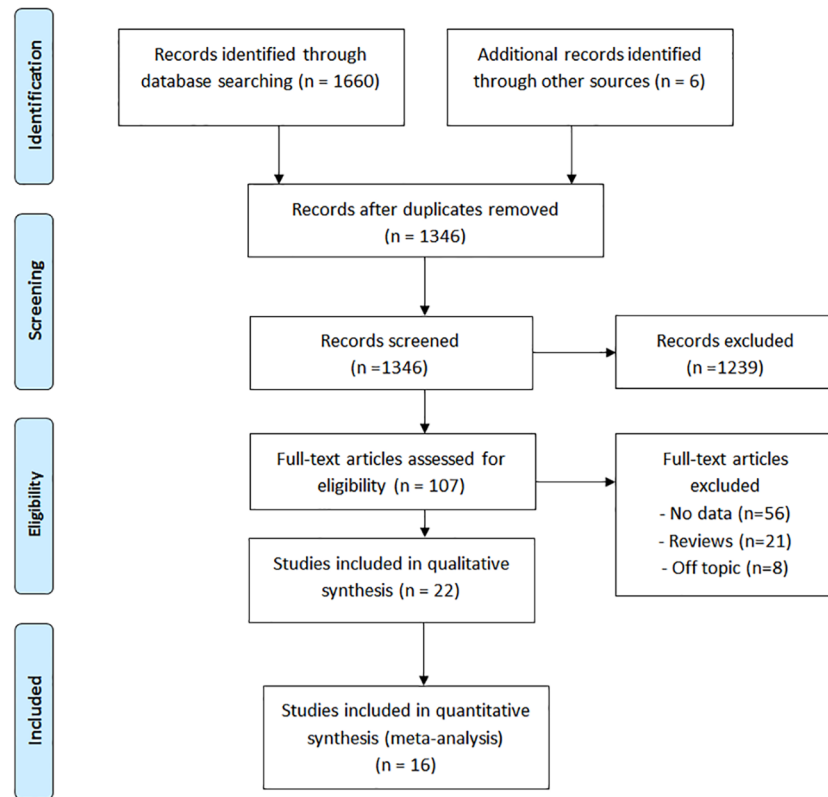 Identification
Records identified through
database searching (n = 1660)
Additional records identified
through other sources (n = 6)
Records after duplicates removed
(n = 1346)
Screening
Records screened
(n =1346)
Records excluded
(n =1239)
Eligibility
Full-text articles assessed for
eligibility (n = 107)
Full-text articles
excluded
- No data (n=56)
- Reviews (n=21)
- Off topic (n=8)
Studies included in qualitative
synthesis (n = 22)
Included
Studies included in quantitative
synthesis (meta-analysis)
(n = 16)